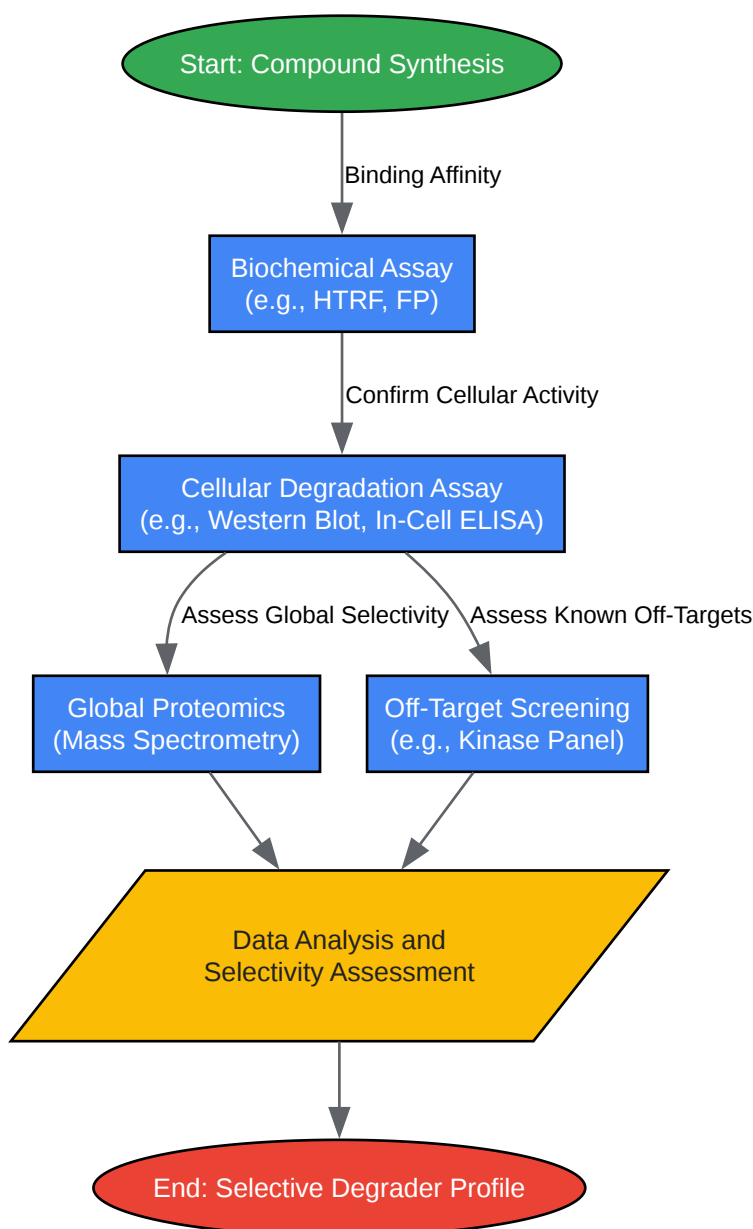 Start: Compound Synthesis
Binding Affinity
Biochemical Assay
(e.g., HTRF, FP)
Confirm Cellular Activity
Cellular Degradation Assay
(e.g., Western Blot, In-Cell ELISA)
Assess Global Selectivity
Assess Known Off-Targets
Global Proteomics
(Mass Spectrometry)
Off-Target Screening
(e.g., Kinase Panel)
Data Analysis and
Selectivity Assessment
End: Selective Degrader Profile